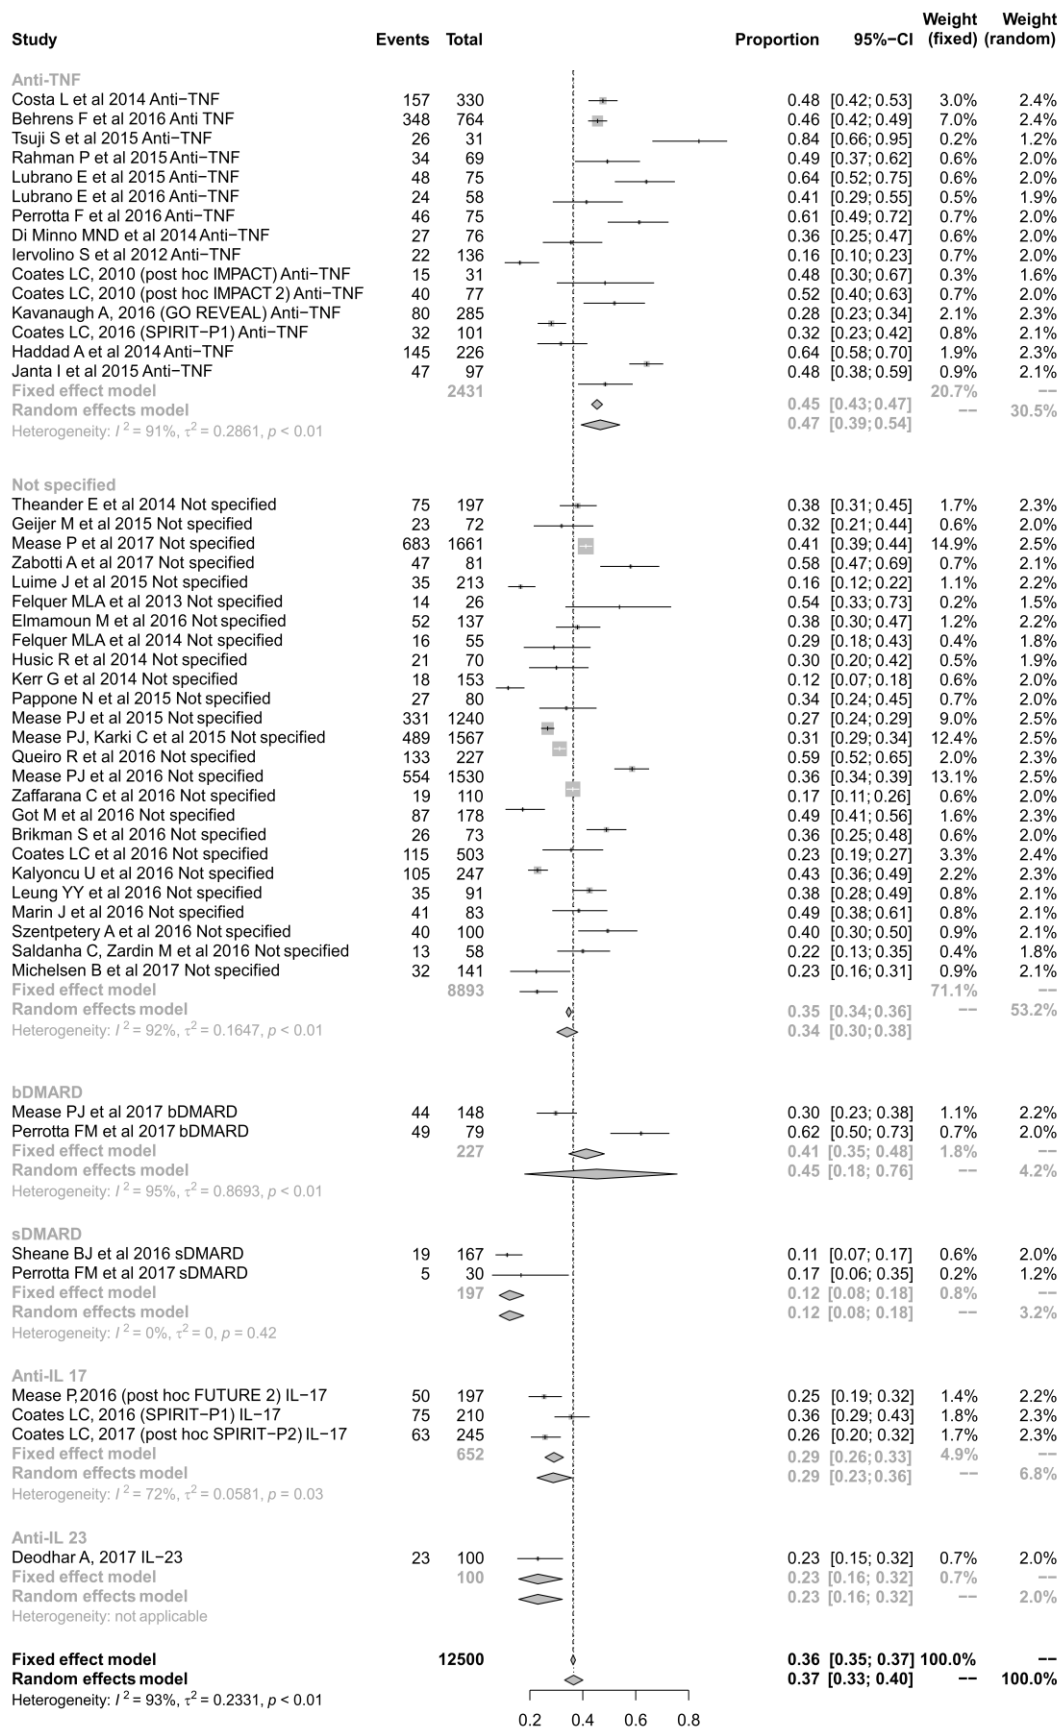 Study Events Total Proportion 95%−CI Weight (fixed) Weight (random)
Anti-TNF
Costa L et al 2014 Anti−TNF 157 330 0.48 [0.42; 0.53] 3.0% 2.4%
Behrens F et al 2016 Anti TNF 348 764 0.46 [0.42; 0.49] 7.0% 2.4%
Tsuji S et al 2015 Anti−TNF 26 31 0.84 [0.66; 0.95] 0.2% 1.2%
Rahman P et al 2015 Anti−TNF 34 69 0.49 [0.37; 0.62] 0.6% 2.0%
Lubrano E et al 2015 Anti−TNF 48 75 0.64 [0.52; 0.75] 0.6% 2.0%
Lubrano E et al 2016 Anti−TNF 24 58 0.41 [0.29; 0.55] 0.5% 1.9%
Perrotta F et al 2016 Anti−TNF 46 75 0.61 [0.49; 0.72] 0.7% 2.0%
Di Minno MND et al 2014 Anti−TNF 27 76 0.36 [0.25; 0.47] 0.6% 2.0%
Iervolino S et al 2012 Anti−TNF 22 136 0.16 [0.10; 0.23] 0.7% 2.0%
Coates LC, 2010 (post hoc IMPACT) Anti−TNF 15 31 0.48 [0.30; 0.67] 0.3% 1.6%
Coates LC, 2010 (post hoc IMPACT 2) Anti−TNF 40 77 0.52 [0.40; 0.63] 0.7% 2.0%
Kavanaugh A, 2016 (GO REVEAL) Anti−TNF 80 285 0.28 [0.23; 0.34] 2.1% 2.3%
Coates LC, 2016 (SPIRIT−P1) Anti−TNF 32 101 0.32 [0.23; 0.42] 0.8% 2.1%
Haddad A et al 2014 Anti−TNF 145 226 0.64 [0.58; 0.70] 1.9% 2.3%
Janta I et al 2015 Anti−TNF 47 97 0.48 [0.38; 0.59] 0.9% 2.1%
Fixed effect model 2431 0.45 [0.43; 0.47] 20.7% −−
Random effects model 0.47 [0.39; 0.54] −− 30.5%
Heterogeneity: I² = 91%, τ² = 0.2861, p < 0.01
Not specified
Theander E et al 2014 Not specified 75 197 0.38 [0.31; 0.45] 1.7% 2.3%
Geijer M et al 2015 Not specified 23 72 0.32 [0.21; 0.44] 0.6% 2.0%
Mease P et al 2017 Not specified 683 1661 0.41 [0.39; 0.44] 14.9% 2.5%
Zabotti A et al 2017 Not specified 47 81 0.58 [0.47; 0.69] 0.7% 2.1%
Luime J et al 2015 Not specified 35 213 0.16 [0.12; 0.22] 1.1% 2.2%
Felquer MLA et al 2013 Not specified 14 26 0.54 [0.33; 0.73] 0.2% 1.5%
Elmamoun M et al 2016 Not specified 52 137 0.38 [0.30; 0.47] 1.2% 2.2%
Felquer MLA et al 2014 Not specified 16 55 0.29 [0.18; 0.43] 0.4% 1.8%
Husic R et al 2014 Not specified 21 70 0.30 [0.20; 0.42] 0.5% 1.9%
Kerr G et al 2014 Not specified 18 153 0.12 [0.07; 0.18] 0.6% 2.0%
Pappone N et al 2015 Not specified 27 80 0.34 [0.24; 0.45] 0.7% 2.0%
Mease PJ et al 2015 Not specified 331 1240 0.27 [0.24; 0.29] 9.0% 2.5%
Mease PJ, Karki C et al 2015 Not specified 489 1567 0.31 [0.29; 0.34] 12.4% 2.5%
Queiro R et al 2016 Not specified 133 227 0.59 [0.52; 0.65] 2.0% 2.3%
Mease PJ et al 2016 Not specified 554 1530 0.36 [0.34; 0.39] 13.1% 2.5%
Zaffarana C et al 2016 Not specified 19 110 0.17 [0.11; 0.26] 0.6% 2.0%
Got M et al 2016 Not specified 87 178 0.49 [0.41; 0.56] 1.6% 2.3%
Brikman S et al 2016 Not specified 26 73 0.36 [0.25; 0.48] 0.6% 2.0%
Coates LC et al 2016 Not specified 115 503 0.23 [0.19; 0.27] 3.3% 2.4%
Kalyoncu U et al 2016 Not specified 105 247 0.43 [0.36; 0.49] 2.2% 2.3%
Leung YY et al 2016 Not specified 35 91 0.38 [0.28; 0.49] 0.8% 2.1%
Marin J et al 2016 Not specified 41 83 0.49 [0.38; 0.61] 0.8% 2.1%
Szentpetery A et al 2016 Not specified 40 100 0.40 [0.30; 0.50] 0.9% 2.1%
Saldanha C, Zardin M et al 2016 Not specified 13 58 0.22 [0.13; 0.35] 0.4% 1.8%
Michelsen B et al 2017 Not specified 32 141 0.23 [0.16; 0.31] 0.9% 2.1%
Fixed effect model 8893 0.35 [0.34; 0.36] 71.1% −−
Random effects model 0.34 [0.30; 0.38] −− 53.2%
Heterogeneity: I² = 92%, τ² = 0.1647, p < 0.01
bDMARD
Mease PJ et al 2017 bDMARD 44 148 0.30 [0.23; 0.38] 1.1% 2.2%
Perrotta FM et al 2017 bDMARD 49 79 0.62 [0.50; 0.73] 0.7% 2.0%
Fixed effect model 227 0.41 [0.35; 0.48] 1.8% −−
Random effects model 0.45 [0.18; 0.76] −− 4.2%
Heterogeneity: I² = 95%, τ² = 0.8693, p < 0.01
sDMARD
Sheane BJ et al 2016 sDMARD 19 167 0.11 [0.07; 0.17] 0.6% 2.0%
Perrotta FM et al 2017 sDMARD 5 30 0.17 [0.06; 0.35] 0.2% 1.2%
Fixed effect model 197 0.12 [0.08; 0.18] 0.8% −−
Random effects model 0.12 [0.08; 0.18] −− 3.2%
Heterogeneity: I² = 0%, τ² = 0, p = 0.42
Anti-IL 17
Mease P,2016 (post hoc FUTURE 2) IL−17 50 197 0.25 [0.19; 0.32] 1.4% 2.2%
Coates LC, 2016 (SPIRIT−P1) IL−17 75 210 0.36 [0.29; 0.43] 1.8% 2.3%
Coates LC, 2017 (post hoc SPIRIT−P2) IL−17 63 245 0.26 [0.20; 0.32] 1.7% 2.3%
Fixed effect model 652 0.29 [0.26; 0.33] 4.9% −−
Random effects model 0.29 [0.23; 0.36] −− 6.8%
Heterogeneity: I² = 72%, τ² = 0.0581, p = 0.03
Anti-IL 23
Deodhar A, 2017 IL−23 23 100 0.23 [0.15; 0.32] 0.7% 2.0%
Fixed effect model 100 0.23 [0.16; 0.32] 0.7% −−
Random effects model 0.23 [0.16; 0.32] −− 2.0%
Heterogeneity: not applicable
Fixed effect model 12500 0.36 [0.35; 0.37] 100.0% −−
Random effects model 0.37 [0.33; 0.40] −− 100.0%
Heterogeneity: I² = 93%, τ² = 0.2331, p < 0.01
0.2 0.4 0.6 0.8